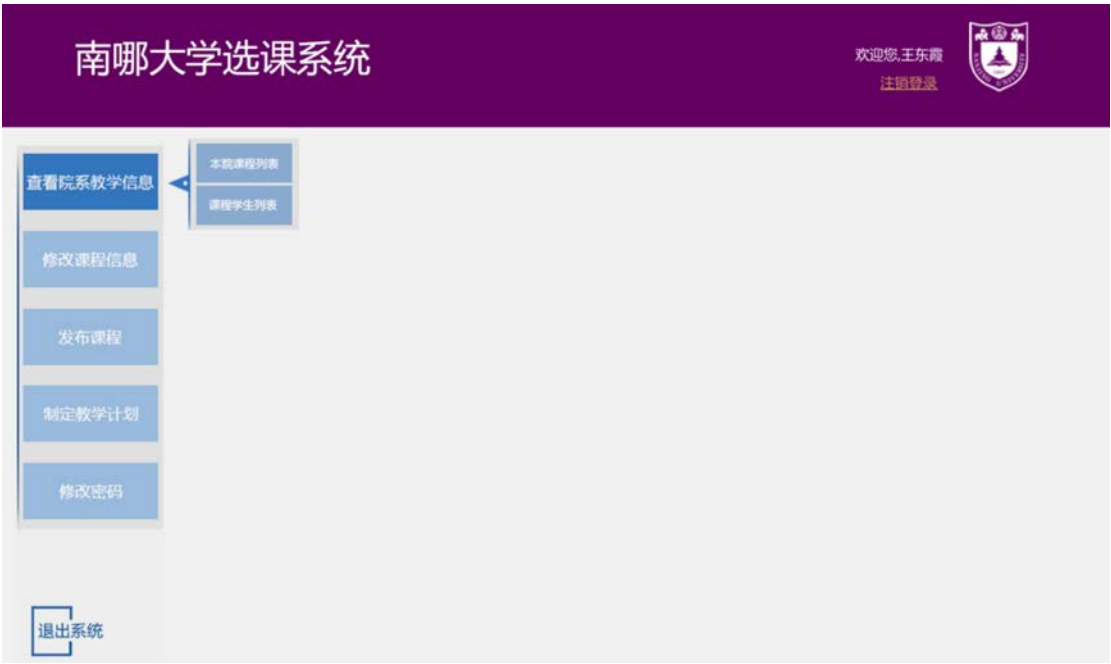 南哪大学选课系统
欢迎您,王东霞
注销登录
查看院系教学信息
本院课程列表
课程学生列表
修改课程信息
发布课程
制定教学计划
修改密码
退出系统